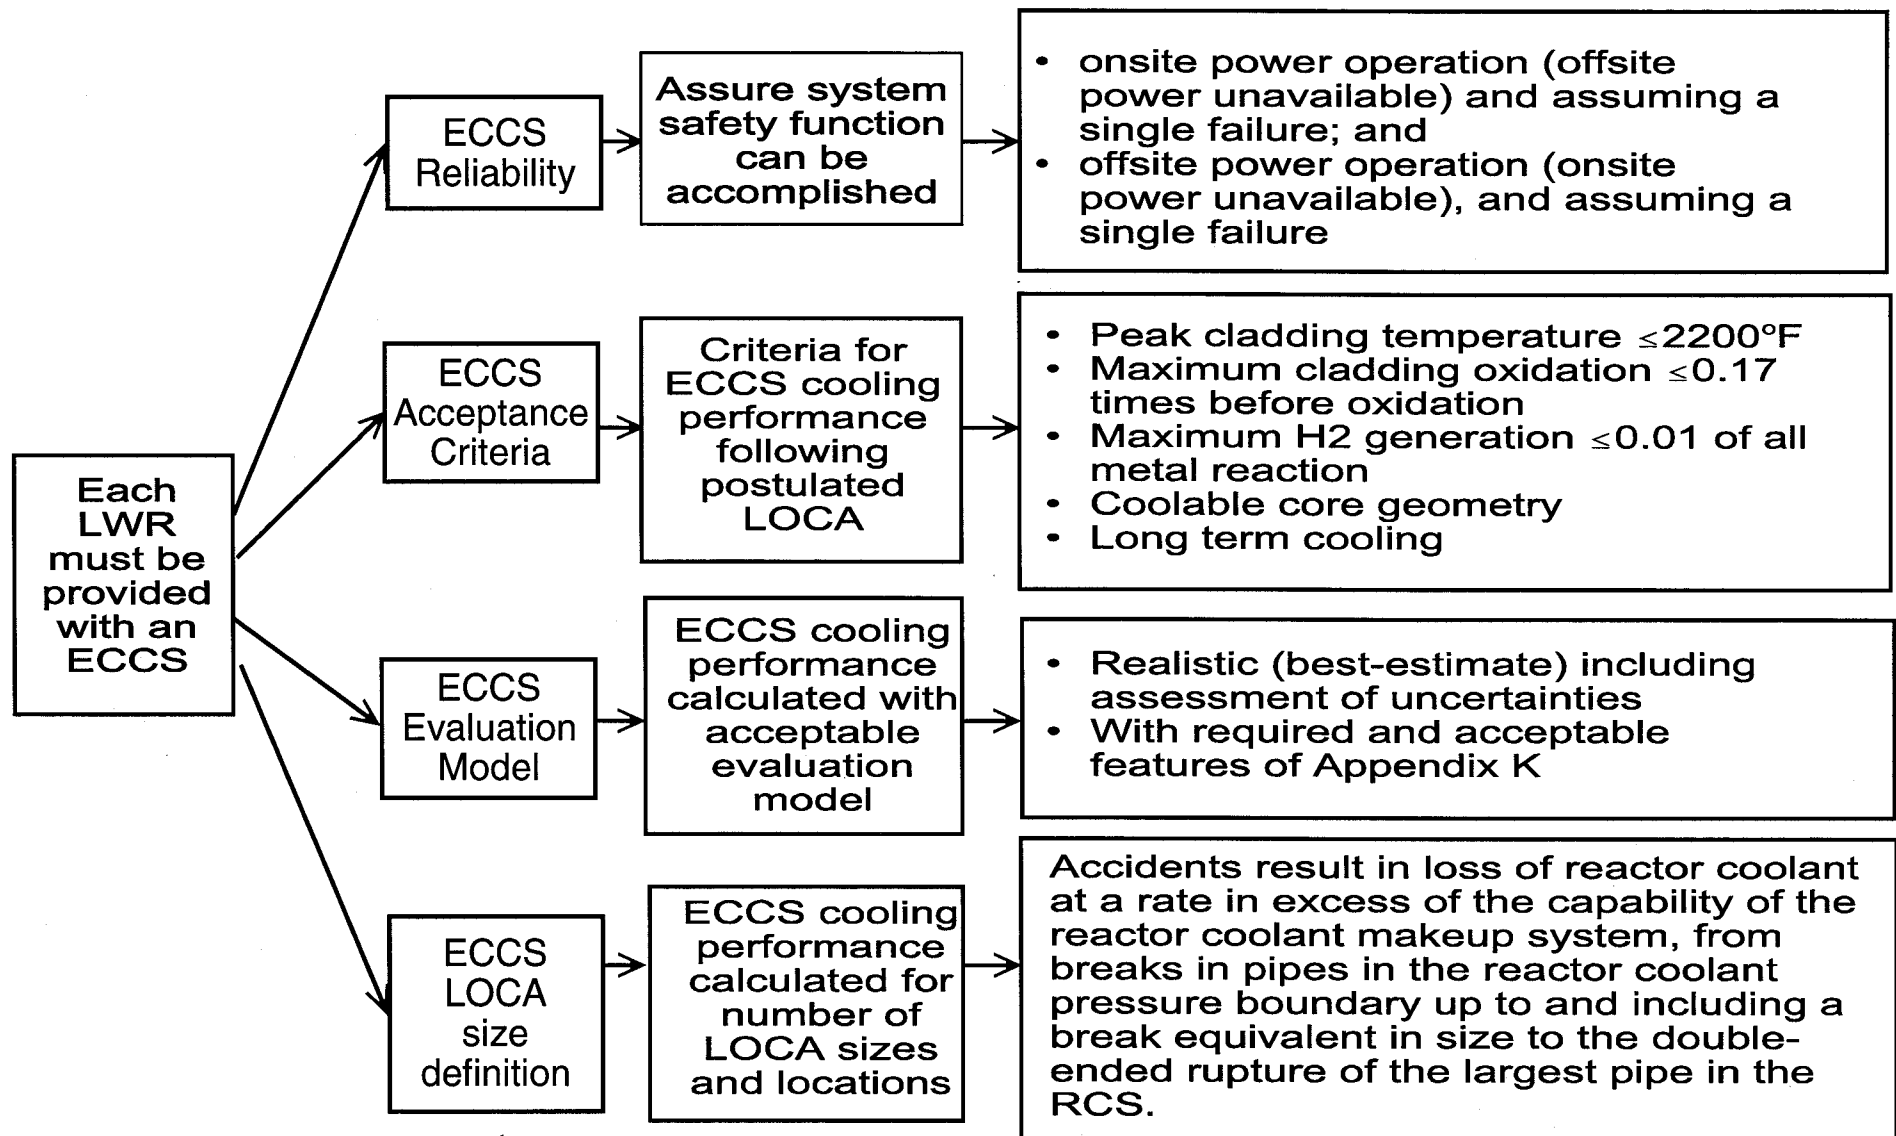 Each
LWR
must be
provided
with an
ECCS
ECCS
Reliability
Assure system
safety function
can be
accomplished
• onsite power operation (offsite
power unavailable) and assuming a
single failure; and
• offsite power operation (onsite
power unavailable), and assuming a
single failure
ECCS
Acceptance
Criteria
Criteria for
ECCS cooling
performance
following
postulated
LOCA
• Peak cladding temperature ≤2200°F
• Maximum cladding oxidation ≤0.17
times before oxidation
• Maximum H2 generation ≤0.01 of all
metal reaction
• Coolable core geometry
• Long term cooling
ECCS
Evaluation
Model
ECCS cooling
performance
calculated with
acceptable
evaluation
model
• Realistic (best-estimate) including
assessment of uncertainties
• With required and acceptable
features of Appendix K
ECCS
LOCA
size
definition
ECCS cooling
performance
calculated for
number of
LOCA sizes
and locations
Accidents result in loss of reactor coolant
at a rate in excess of the capability of the
reactor coolant makeup system, from
breaks in pipes in the reactor coolant
pressure boundary up to and including a
break equivalent in size to the double-
ended rupture of the largest pipe in the
RCS.